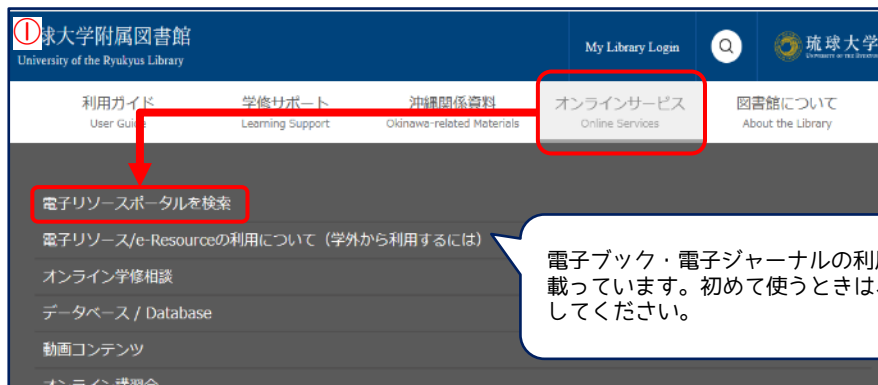 ①
球大学附属図書館
University of the Ryukyus Library
My Library Login
琉球大学
利用ガイド
User Guide
学修サポート
Learning Support
沖縄関係資料
Okinawa-related Materials
オンラインサービス
Online Services
図書館について
About the Library
電子リソースポータルを検索
電子リソース/e-Resourceの利用について（学外から利用するには）
オンライン学修相談
データベース / Database
動画コンテンツ
オンライン講習会
電子ブック・電子ジャーナルの利
載っています。初めて使うときは、
してください。